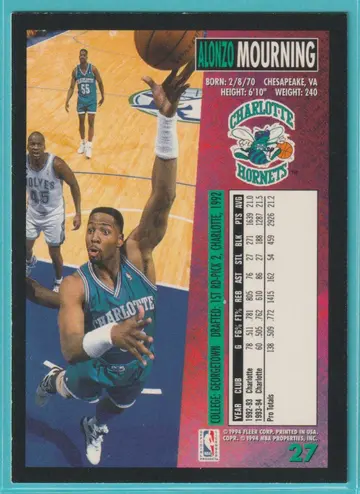 ALONZO MOURNING
BORN: 2/8/70 CHESAPEAKE, VA
HEIGHT: 6'10" WEIGHT: 240
CHARLOTTE
HORNETS
TM
55
WOLVES
45
CHARLOTTE
COLLEGE: GEORGETOWN DRAFTED: 1ST RD-PICK 2, CHARLOTTE, 1992
YEAR CLUB G FG% FT% REB AST STL BLK PTS AVG
1992-93 Charlotte 78 .511 .781 805 76 27 271 1639 21.0
1993-94 Charlotte 60 .505 .762 610 86 27 188 1287 21.5
Pro Totals 138 .509 .772 1415 162 54 459 2926 21.2
© 1994 FLEER CORP. PRINTED IN USA
COPR. © 1994 NBA PROPERTIES, INC.
27